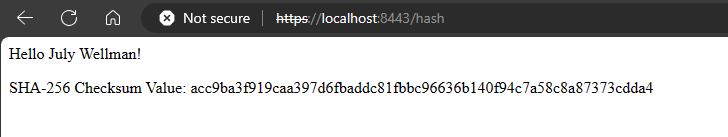 Not secure https://localhost:8443/hash
Hello July Wellman!
SHA-256 Checksum Value: acc9ba3f919caa397d6fbaddc81fbbc96636b140f94c7a58c8a87373cdda4